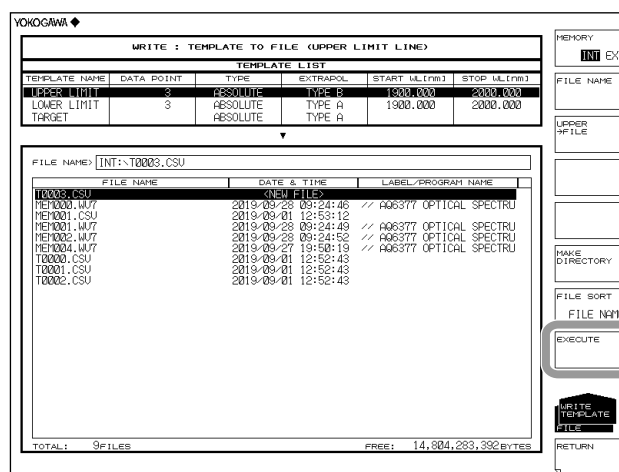 YOKOGAWA
WRITE : TEMPLATE TO FILE (UPPER LIMIT LINE)
TEMPLATE LIST
TEMPLATE NAME DATA POINT TYPE EXTRAPOL START WL[nm] STOP WL[nm]
UPPER LIMIT 3 ABSOLUTE TYPE B 1900.000 2000.000
LOWER LIMIT 3 ABSOLUTE TYPE A 1900.000 2000.000
TARGET ABSOLUTE TYPE A
FILE NAME> INT:\T0003.CSV
FILE NAME DATE & TIME LABEL/PROGRAM NAME
T0003.CSV <NEW FILE>
MEM000.WV7 2019/09/28 09:24:46 // AQ6377 OPTICAL SPECTRU
MEM001.CSV 2019/09/01 12:53:12
MEM001.WV7 2019/09/28 09:24:49 // AQ6377 OPTICAL SPECTRU
MEM002.WV7 2019/09/28 09:24:52 // AQ6377 OPTICAL SPECTRU
MEM004.WV7 2019/09/27 19:50:19 // AQ6377 OPTICAL SPECTRU
T0000.CSV 2019/09/01 12:52:43
T0001.CSV 2019/09/01 12:52:43
T0002.CSV 2019/09/01 12:52:43
TOTAL: 9FILES FREE: 14,804,283,392BYTES
MEMORY
INT EX
FILE NAME
UPPER
→FILE
MAKE
DIRECTORY
FILE SORT
FILE NAM
EXECUTE
WRITE
TEMPLATE
FILE
RETURN